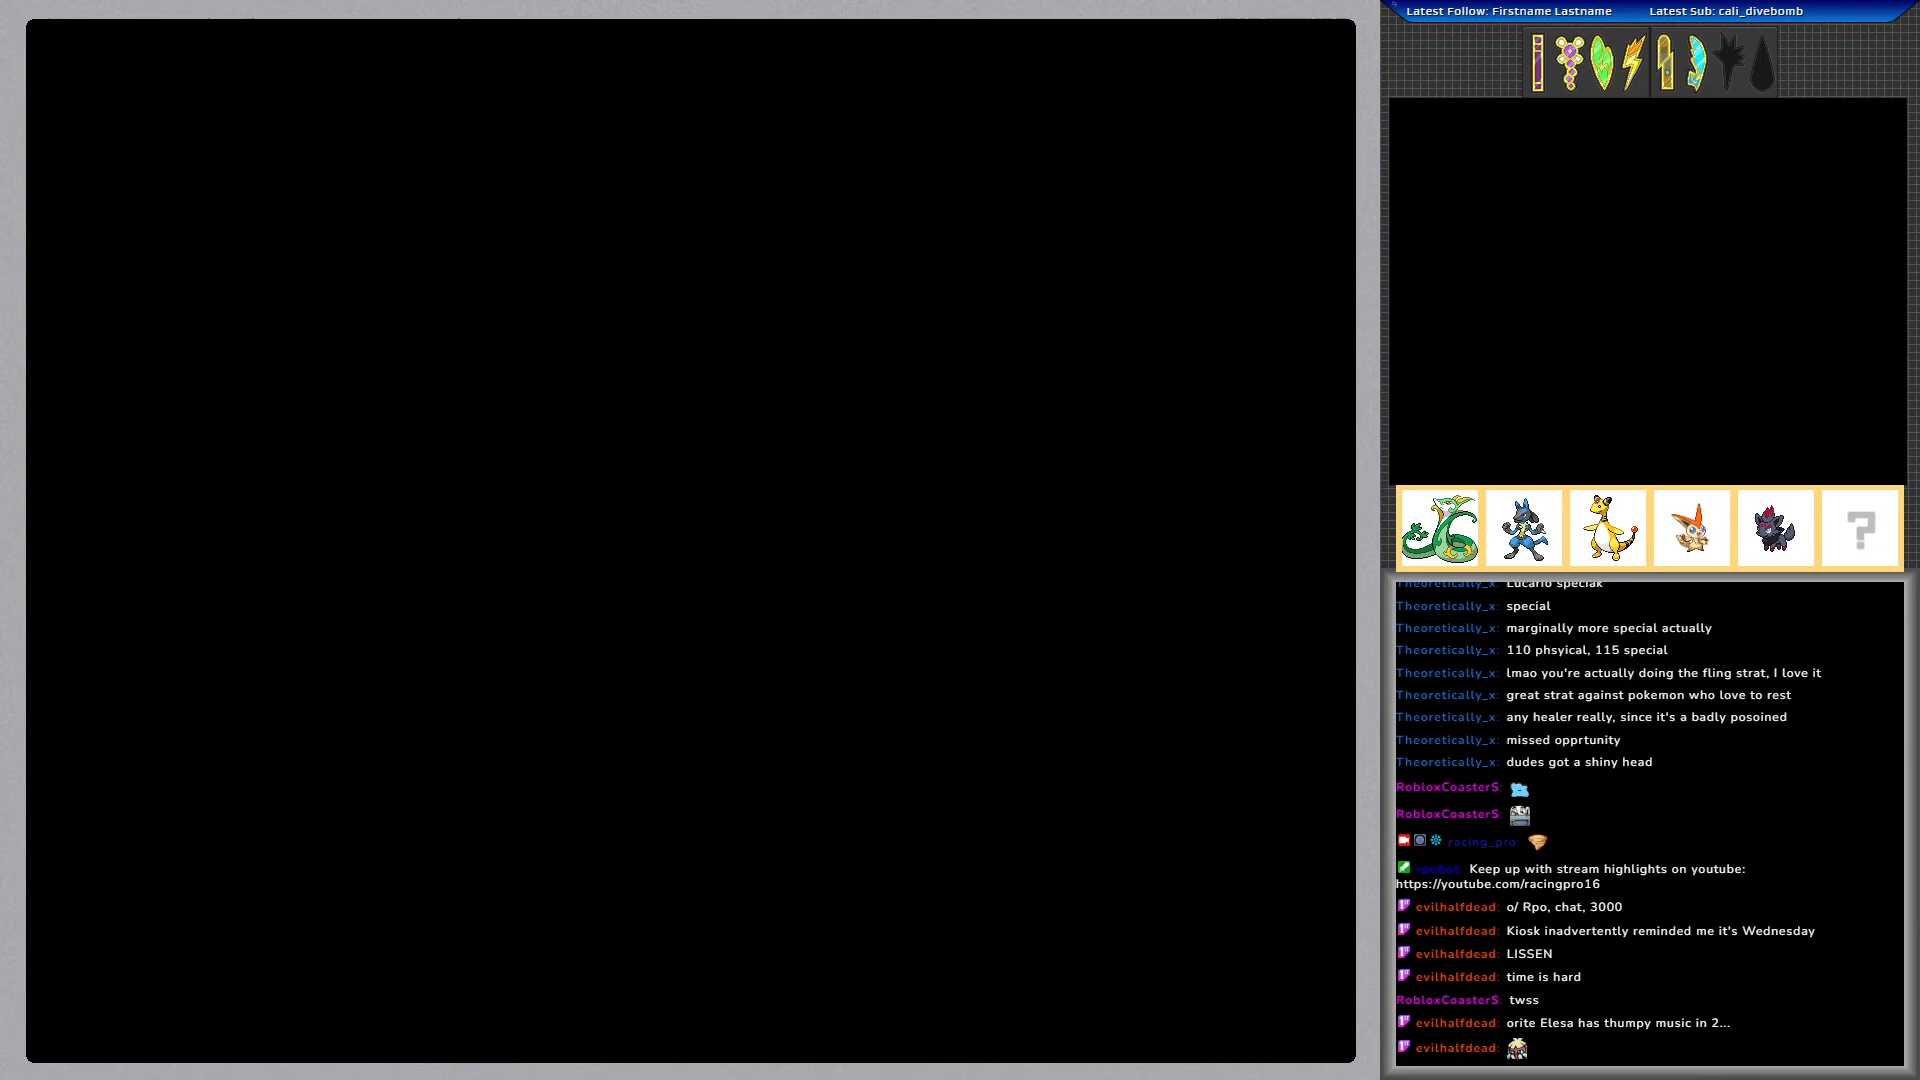 Latest Follow: Firstname Lastname Latest Sub: cali_divebomb
?
Theoretically_x: Lucario speciak
Theoretically_x: special
Theoretically_x: marginally more special actually
Theoretically_x: 110 phsyical, 115 special
Theoretically_x: lmao you're actually doing the fling strat, I love it
Theoretically_x: great strat against pokemon who love to rest
Theoretically_x: any healer really, since it's a badly posoined
Theoretically_x: missed opprtunity
Theoretically_x: dudes got a shiny head
RobloxCoasterS:
RobloxCoasterS:
racing_pro:
rpobot: Keep up with stream highlights on youtube:
https://youtube.com/racingpro16
evilhalfdead: o/ Rpo, chat, 3000
evilhalfdead: Kiosk inadvertently reminded me it's Wednesday
evilhalfdead: LISSEN
evilhalfdead: time is hard
RobloxCoasterS: twss
evilhalfdead: orite Elesa has thumpy music in 2...
evilhalfdead: